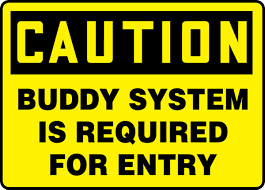 CAUTION
BUDDY SYSTEM
IS REQUIRED
FOR ENTRY